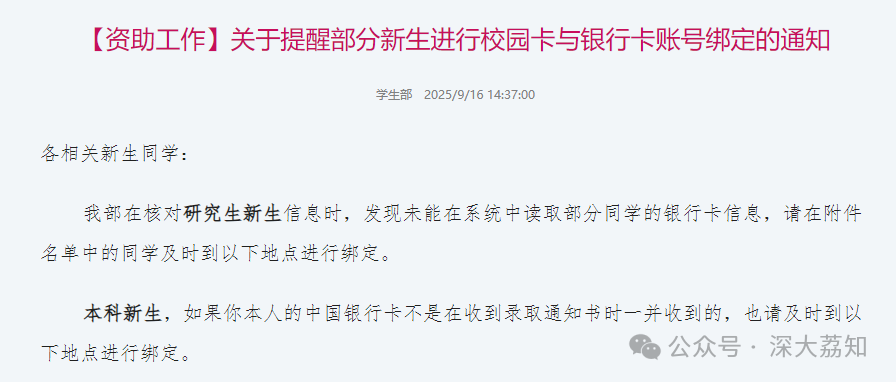 【资助工作】关于提醒部分新生进行校园卡与银行卡账号绑定的通知
学生部 2025/9/16 14:37:00
各相关新生同学：
我部在核对研究生新生信息时，发现未能在系统中读取部分同学的银行卡信息，请在附件
名单中的同学及时到以下地点进行绑定。
本科新生，如果你本人的中国银行卡不是在收到录取通知书时一并收到的，也请及时到以
下地点进行绑定。
公众号·深大荔知